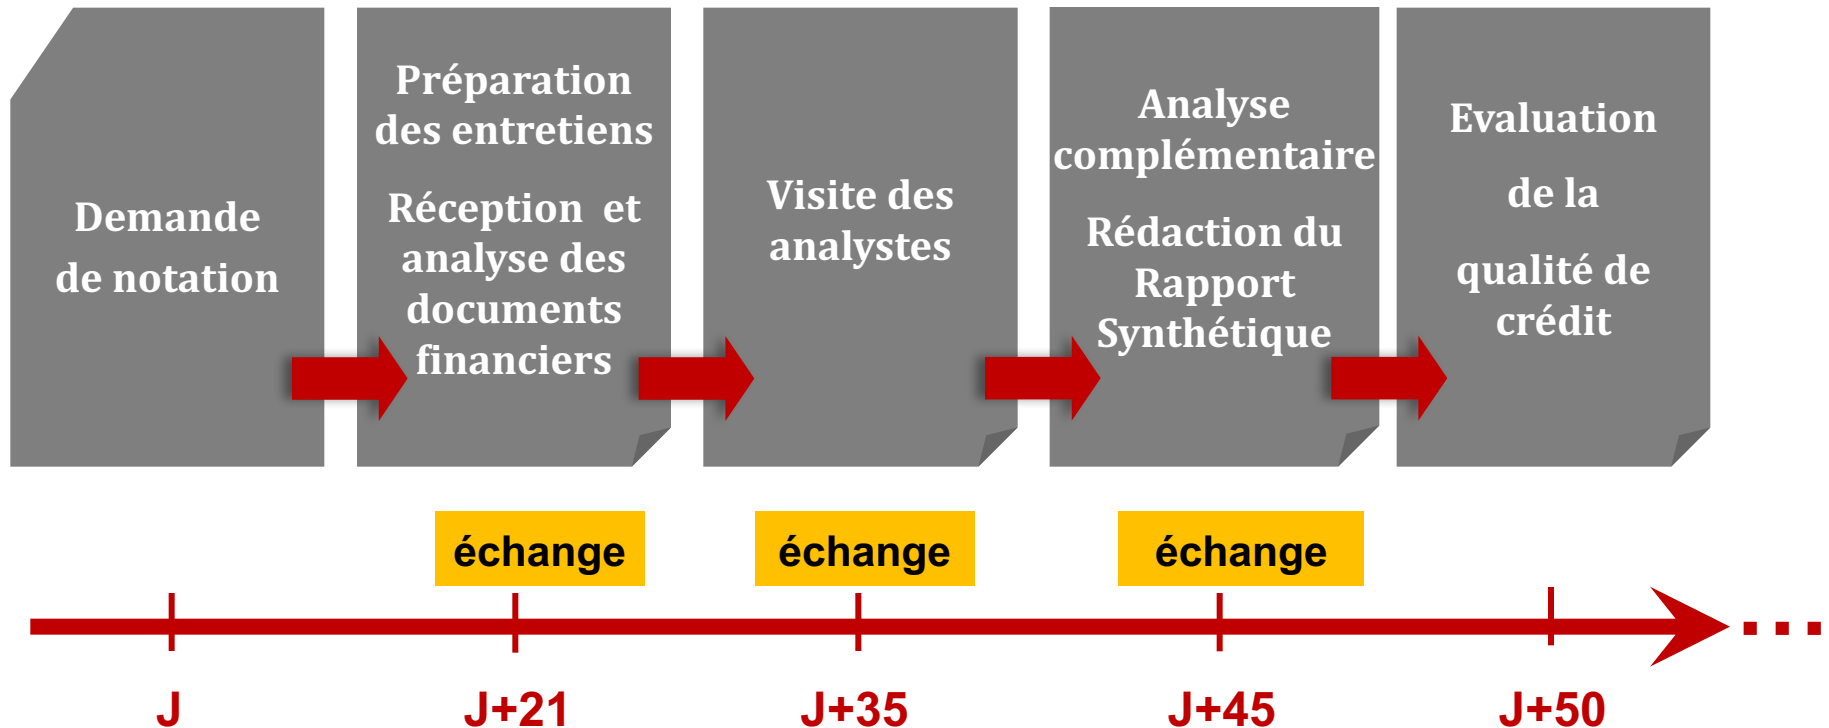 Demande
de notation
Préparation
des entretiens
Réception et
analyse des
documents
financiers
Visite des
analystes
Analyse
complémentaire
Rédaction du
Rapport
Synthétique
Evaluation
de la
qualité de
crédit
échange
échange
échange
J
J+21
J+35
J+45
J+50
...